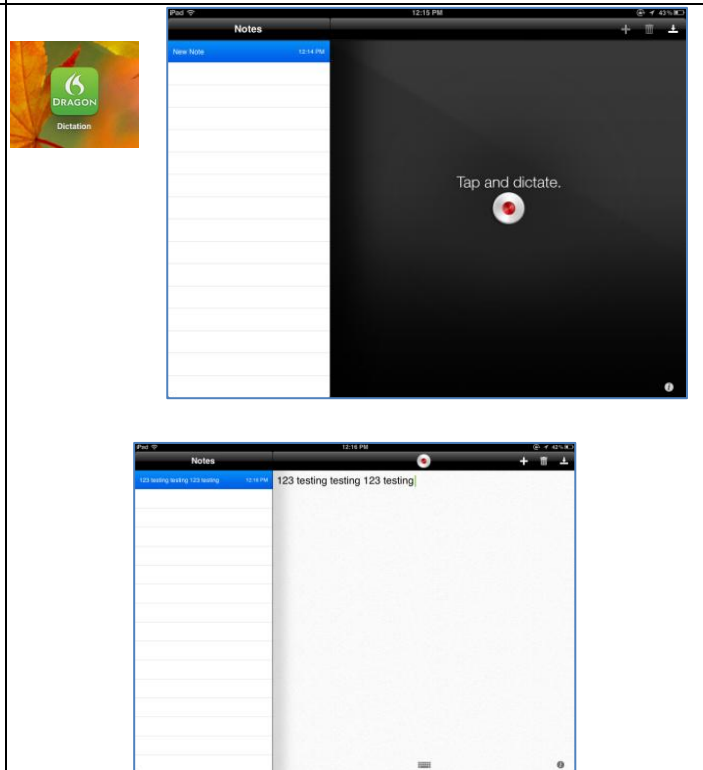 iPad 12:15 PM 43%
Notes
New Note 12:14 PM
DRAGON
Dictation
Tap and dictate.
iPad 12:16 PM 42%
Notes
123 testing testing 123 testing 12:16 PM
123 testing testing 123 testing